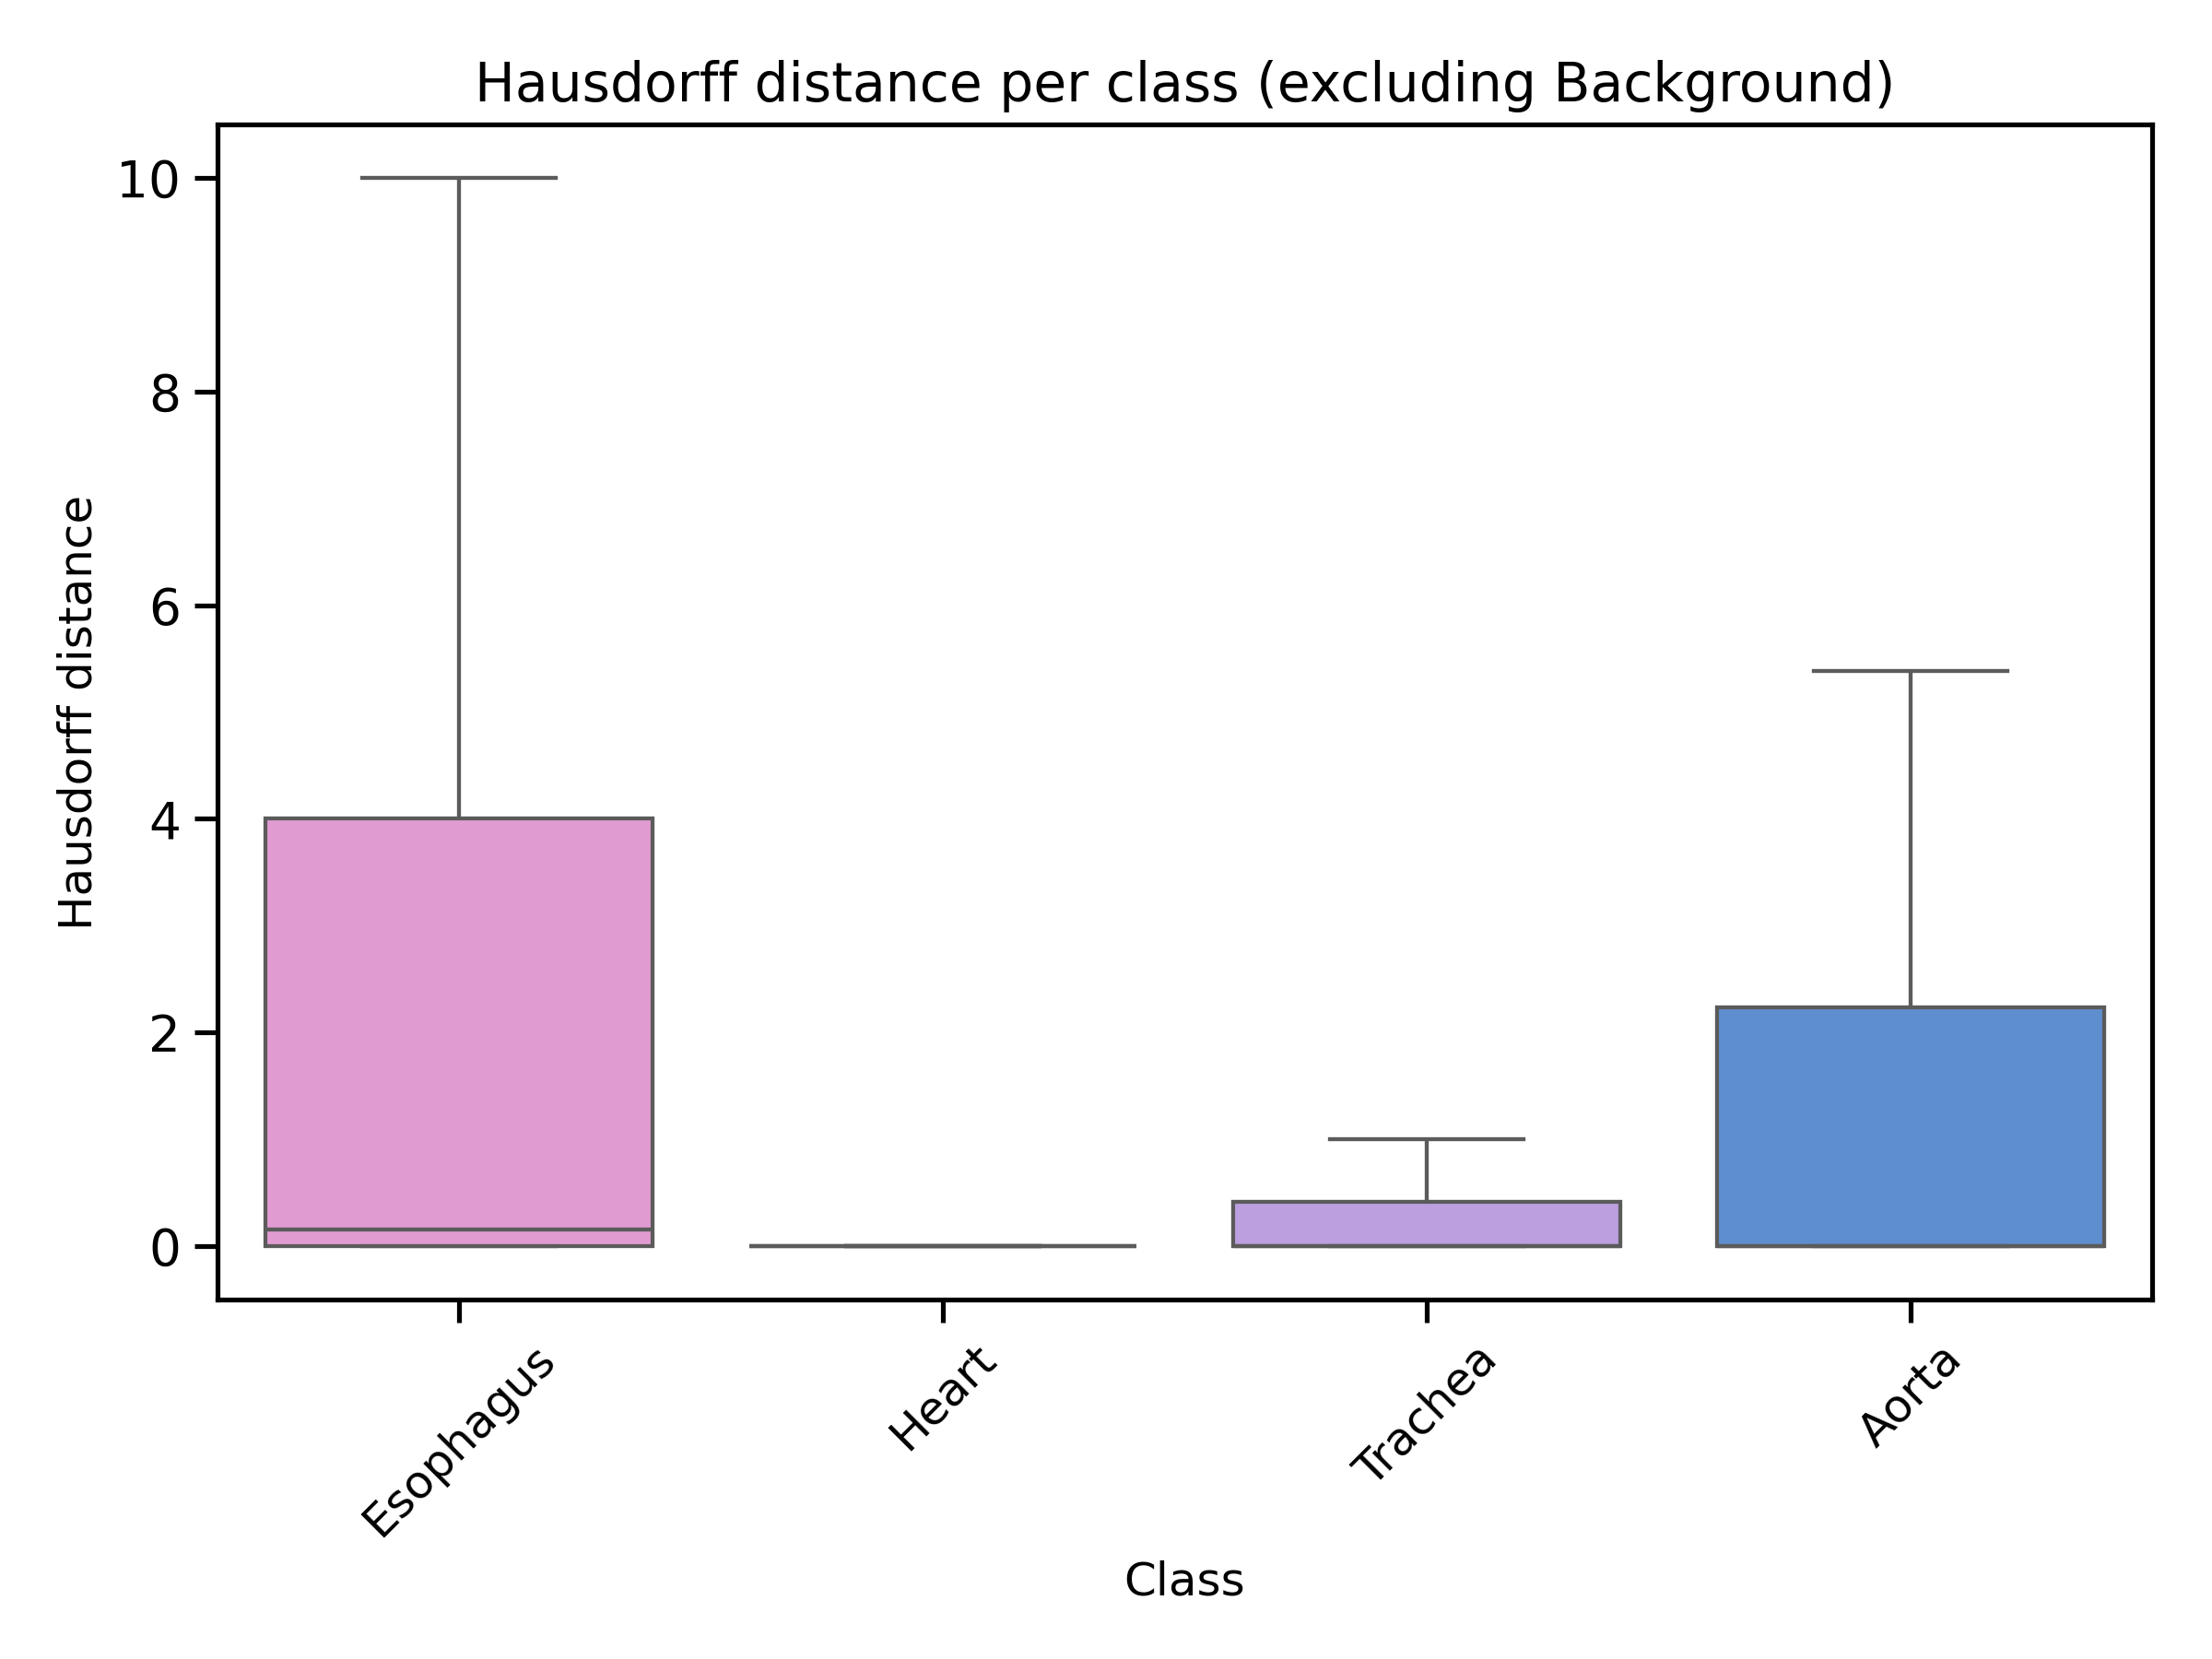 Hausdorff distance per class (excluding Background)
Hausdorff distance
10
8
6
4
2
0
Esophagus
Heart
Trachea
Aorta
Class